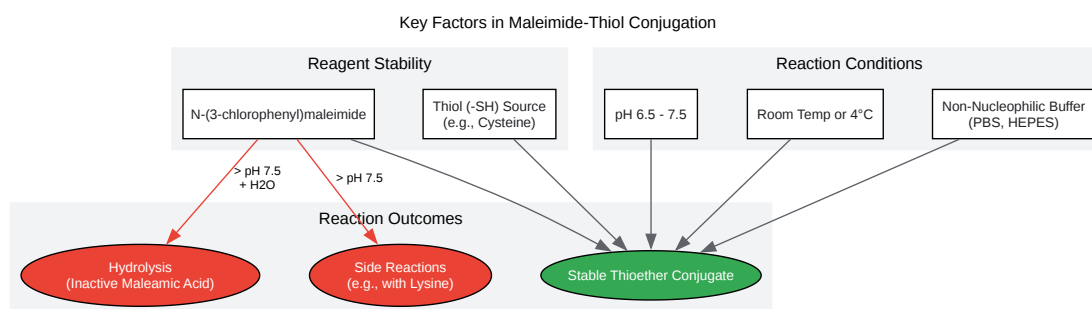 Key Factors in Maleimide-Thiol Conjugation
Reagent Stability
Reaction Conditions
N-(3-chlorophenyl)maleimide
Thiol (-SH) Source
(e.g., Cysteine)
pH 6.5 - 7.5
Room Temp or 4°C
Non-Nucleophilic Buffer
(PBS, HEPES)
> pH 7.5
+ H2O
> pH 7.5
Reaction Outcomes
Hydrolysis
(Inactive Maleamic Acid)
Side Reactions
(e.g., with Lysine)
Stable Thioether Conjugate